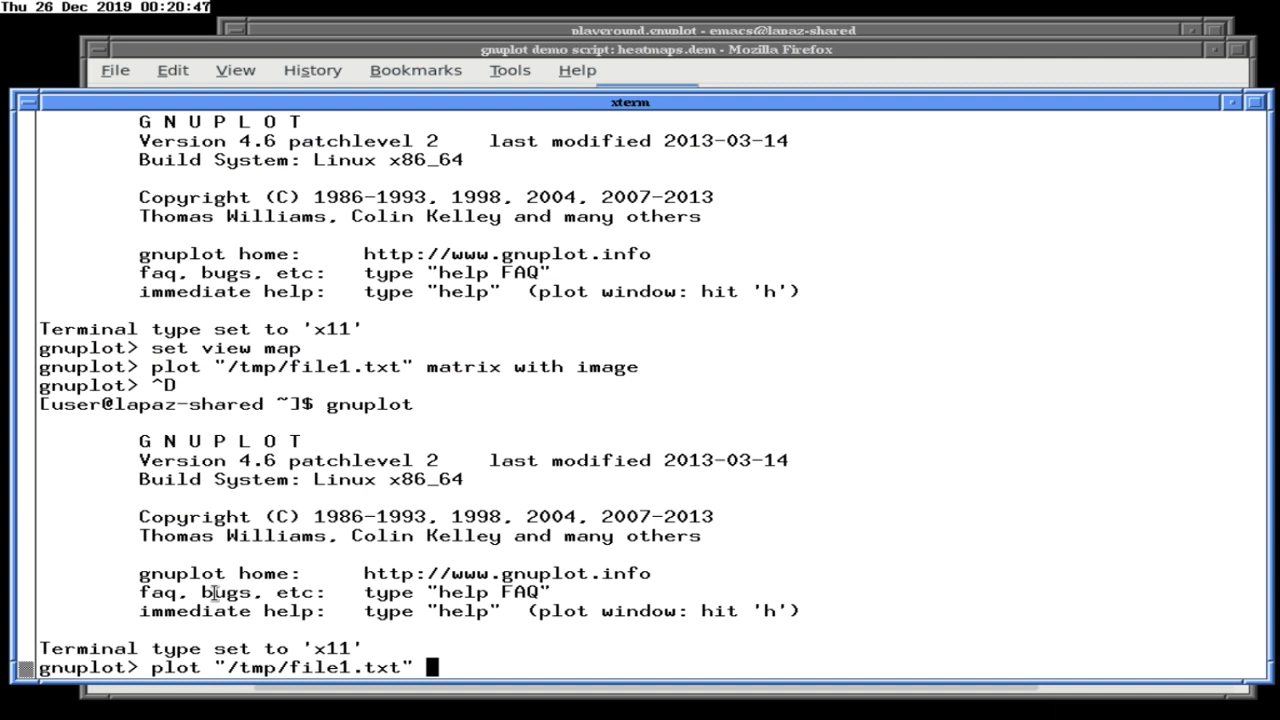 Thu 26 Dec 2019 00:20:47
playground.gnuplot - emacs@lapaz-shared
gnuplot demo script: heatmaps.dem - Mozilla Firefox
File Edit View History Bookmarks Tools Help
xterm
G N U P L O T
Version 4.6 patchlevel 2    last modified 2013-03-14
Build System: Linux x86_64
Copyright (C) 1986-1993, 1998, 2004, 2007-2013
Thomas Williams, Colin Kelley and many others
gnuplot home:     http://www.gnuplot.info
faq, bugs, etc:   type "help FAQ"
immediate help:   type "help"  (plot window: hit 'h')
Terminal type set to 'x11'
gnuplot> set view map
gnuplot> plot "/tmp/file1.txt" matrix with image
gnuplot> ^D
[user@lapaz-shared ~]$ gnuplot
G N U P L O T
Version 4.6 patchlevel 2    last modified 2013-03-14
Build System: Linux x86_64
Copyright (C) 1986-1993, 1998, 2004, 2007-2013
Thomas Williams, Colin Kelley and many others
gnuplot home:     http://www.gnuplot.info
faq, bugs, etc:   type "help FAQ"
immediate help:   type "help"  (plot window: hit 'h')
Terminal type set to 'x11'
gnuplot> plot "/tmp/file1.txt"